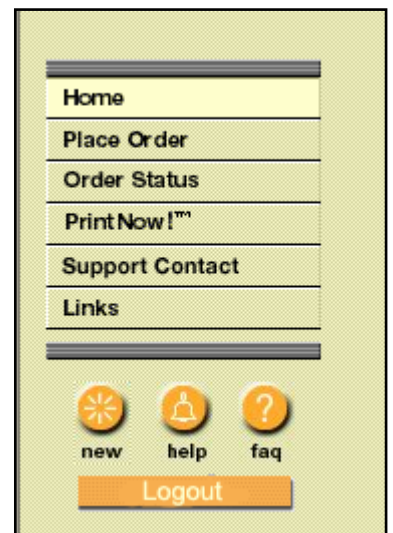 Home
Place Order
Order Status
PrintNow!™
Support Contact
Links
?
new help faq
Logout